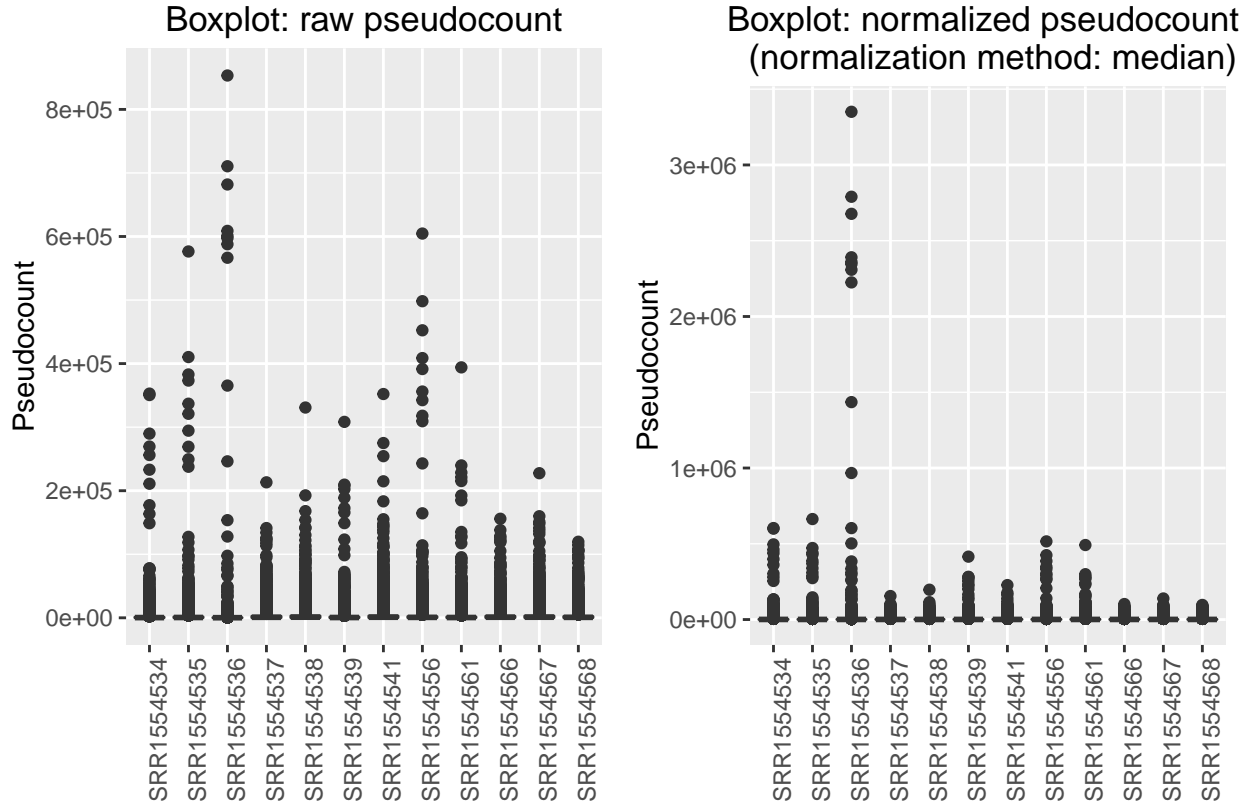 Boxplot: raw pseudocount
Pseudocount
8e+05
6e+05
4e+05
2e+05
0e+00
SRR1554534
SRR1554535
SRR1554536
SRR1554537
SRR1554538
SRR1554539
SRR1554541
SRR1554556
SRR1554561
SRR1554566
SRR1554567
SRR1554568
Boxplot: normalized pseudocount
(normalization method: median)
Pseudocount
3e+06
2e+06
1e+06
0e+00
SRR1554534
SRR1554535
SRR1554536
SRR1554537
SRR1554538
SRR1554539
SRR1554541
SRR1554556
SRR1554561
SRR1554566
SRR1554567
SRR1554568